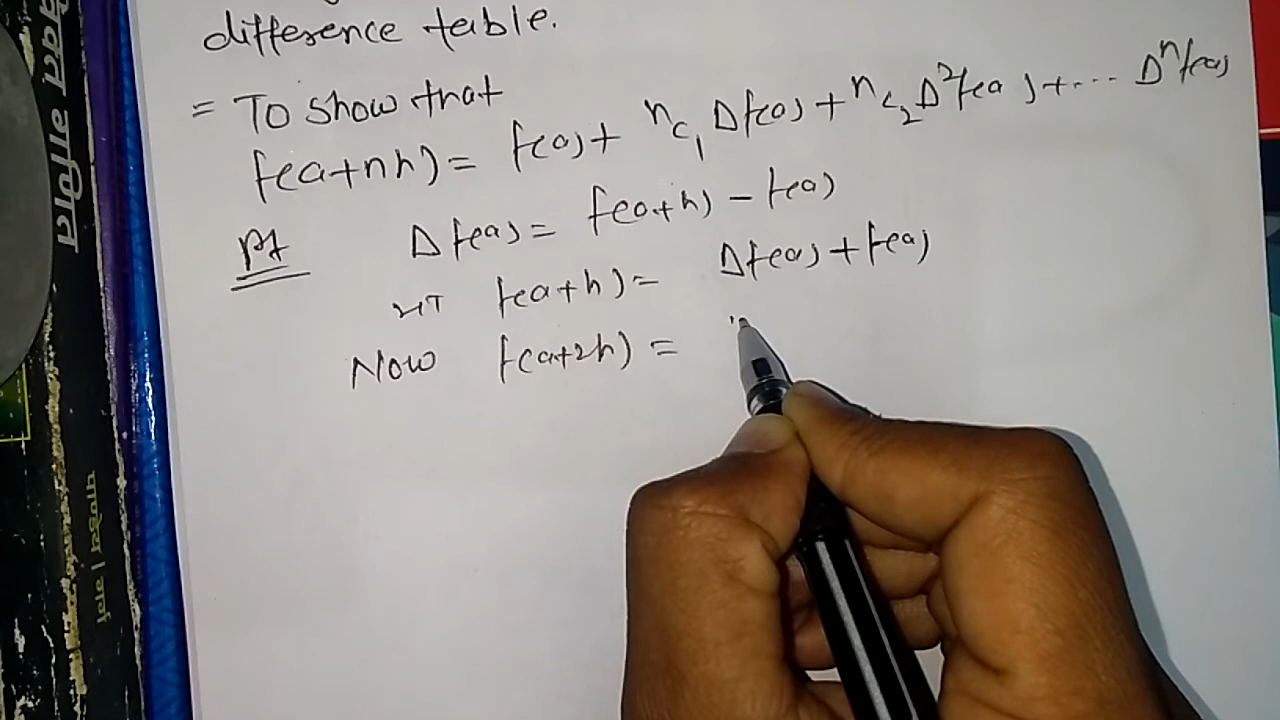 difference table.
= To show that
f(a+nh) = f(a) + ⁿC₁ Δf(a) + ⁿC₂ Δ²f(a) + ... Δⁿf(a)
Pf Δf(a) = f(a+h) - f(a)
या f(a+h) = Δf(a) + f(a)
Now f(a+2h) =